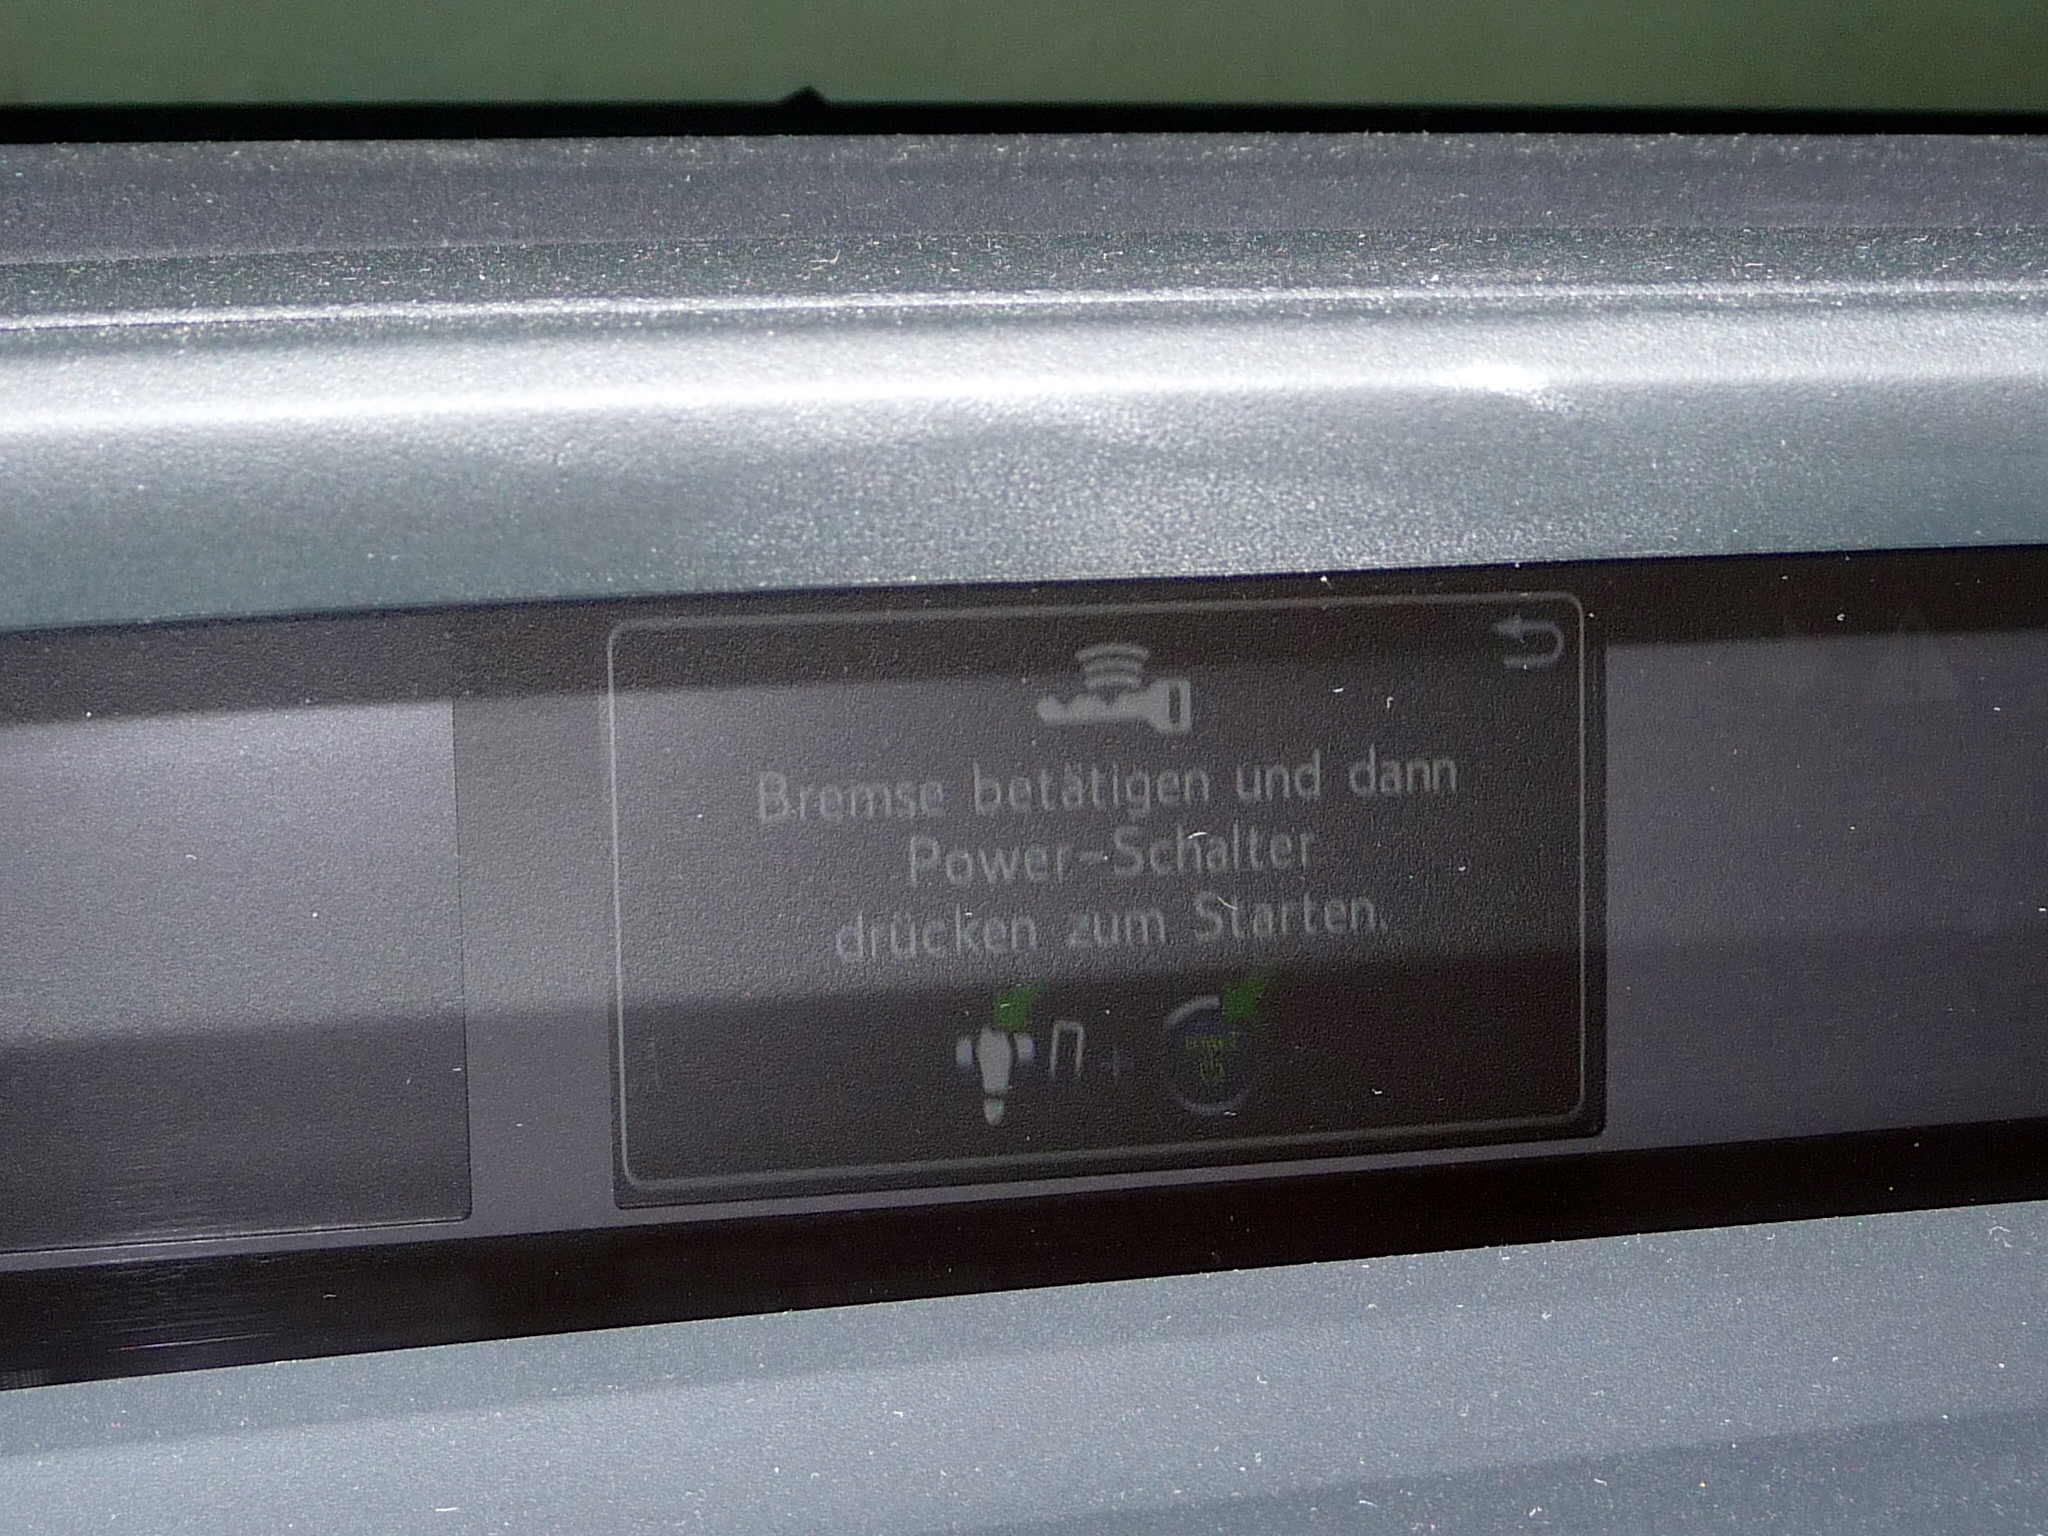 Bremse betätigen und dann
Power-Schalter
drücken zum Starten.